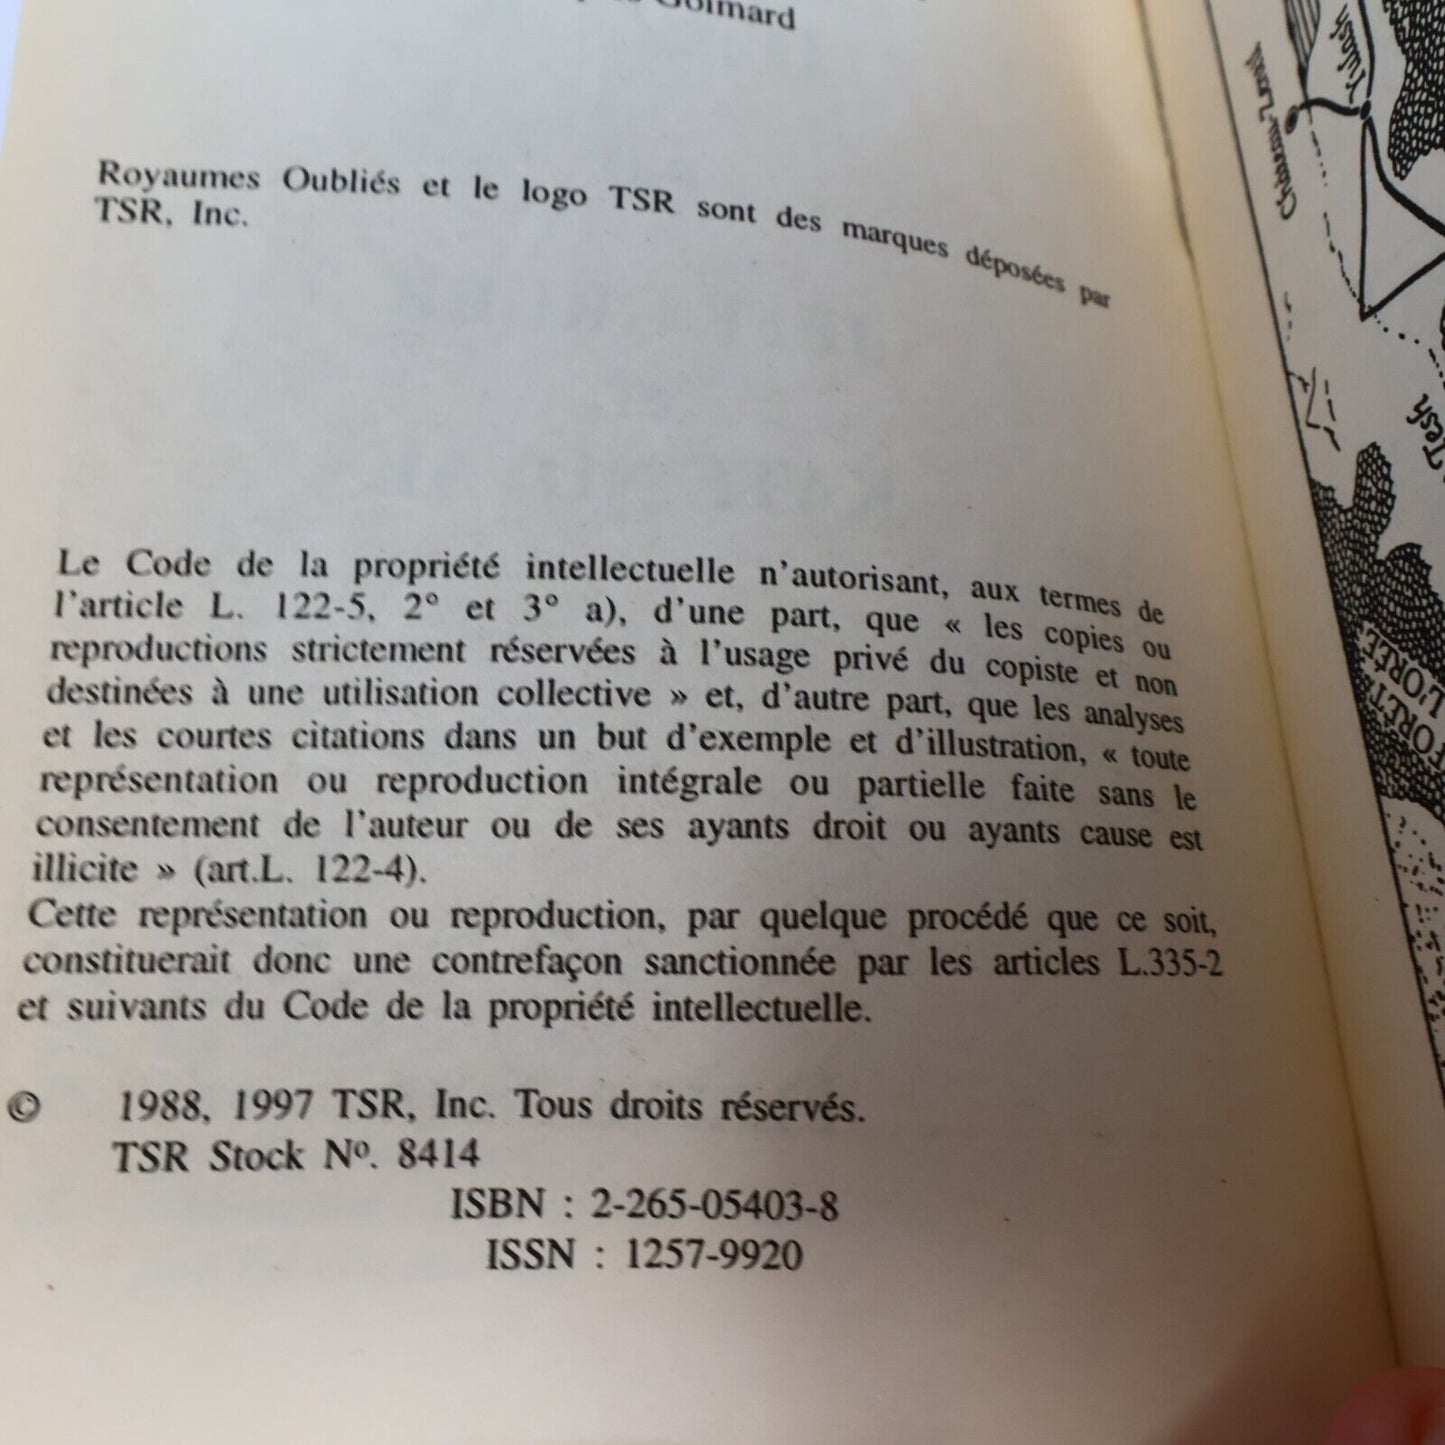 Goimard
Royaumes Oubliés et le logo TSR sont des marques déposées par
TSR, Inc.
Le Code de la propriété intellectuelle n'autorisant, aux termes de
l'article L. 122-5, 2° et 3° a), d'une part, que « les copies ou
reproductions strictement réservées à l'usage privé du copiste et non
destinées à une utilisation collective » et, d'autre part, que les analyses
et les courtes citations dans un but d'exemple et d'illustration, « toute
représentation ou reproduction intégrale ou partielle faite sans le
consentement de l'auteur ou de ses ayants droit ou ayants cause est
illicite » (art.L. 122-4).
Cette représentation ou reproduction, par quelque procédé que ce soit,
constituerait donc une contrefaçon sanctionnée par les articles L.335-2
et suivants du Code de la propriété intellectuelle.
© 1988, 1997 TSR, Inc. Tous droits réservés.
TSR Stock Nº. 8414
ISBN : 2-265-05403-8
ISSN : 1257-9920
Yulash
Tesh
L'ORÉE